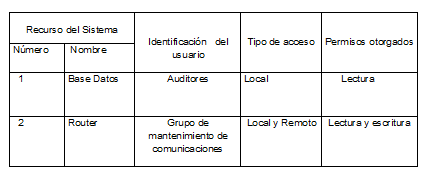 Recurso del Sistema
Identificación del usuario
Tipo de acceso
Permisos otorgados
Número
Nombre
1
Base Datos
Auditores
Local
Lectura
2
Router
Grupo de mantenimiento de comunicaciones
Local y Remoto
Lectura y escritura